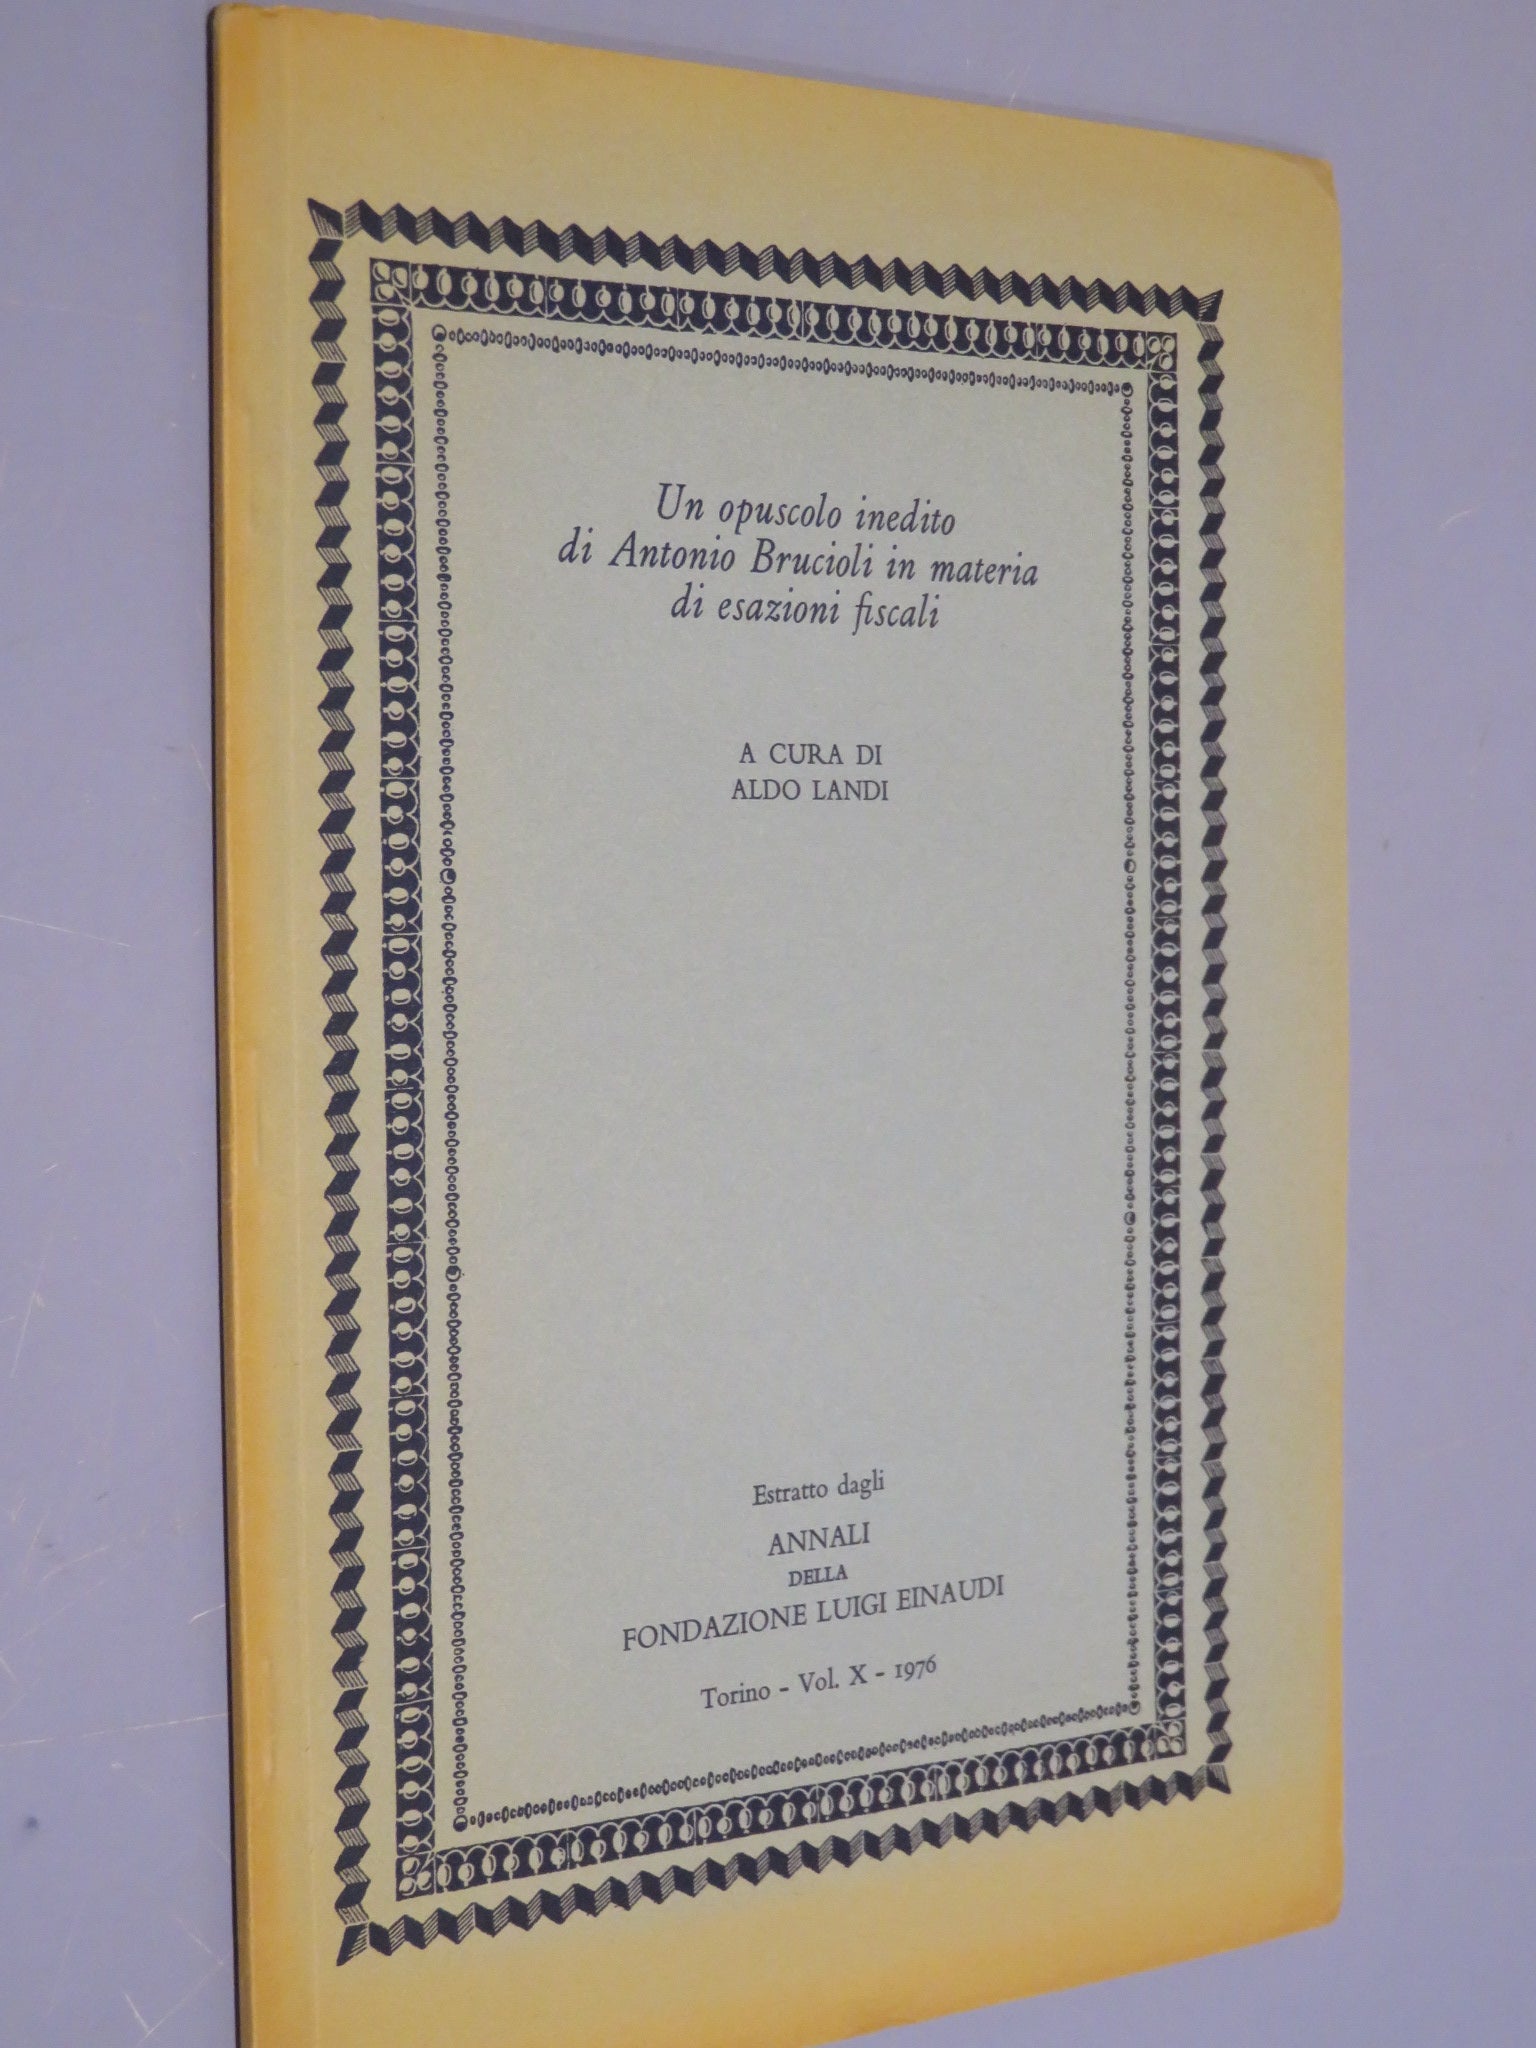 Un opuscolo inedito
di Antonio Brucioli in materia
di esazioni fiscali
A CURA DI
ALDO LANDI
Estratto dagli
ANNALI
DELLA
FONDAZIONE LUIGI EINAUDI
Torino - Vol. X - 1976